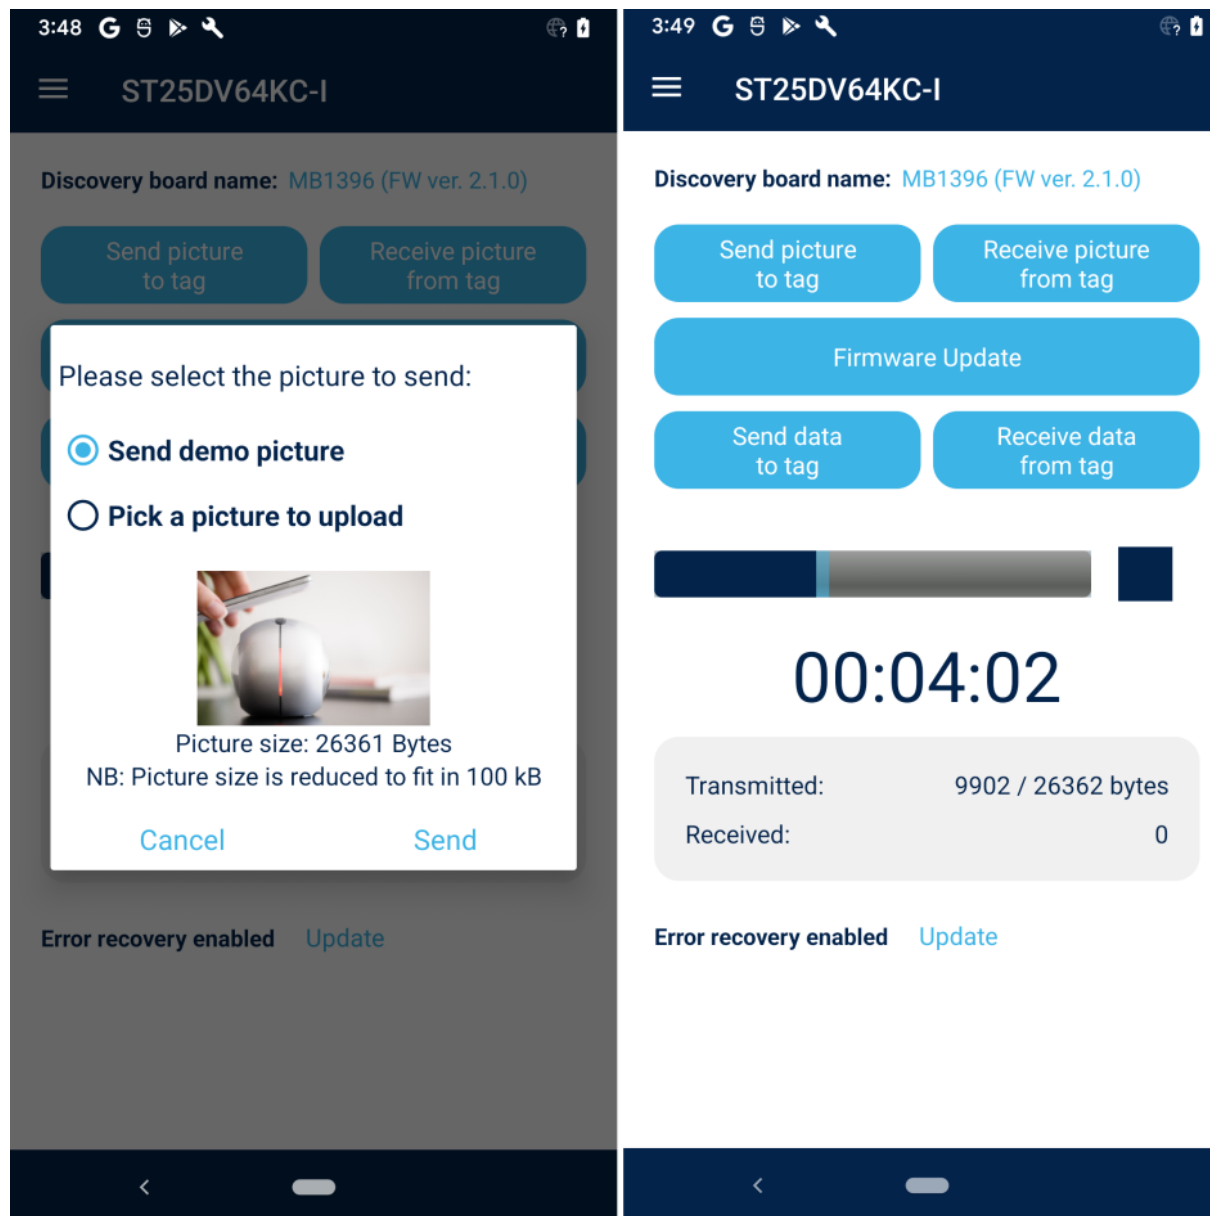 3:48
ST25DV64KC-I
Discovery board name: MB1396 (FW ver. 2.1.0)
Send picture
to tag
Receive picture
from tag
Please select the picture to send:
Send demo picture
Pick a picture to upload
Picture size: 26361 Bytes
NB: Picture size is reduced to fit in 100 kB
Cancel Send
Error recovery enabled Update
3:49
ST25DV64KC-I
Discovery board name: MB1396 (FW ver. 2.1.0)
Send picture
to tag
Receive picture
from tag
Firmware Update
Send data
to tag
Receive data
from tag
00:04:02
Transmitted: 9902 / 26362 bytes
Received: 0
Error recovery enabled Update